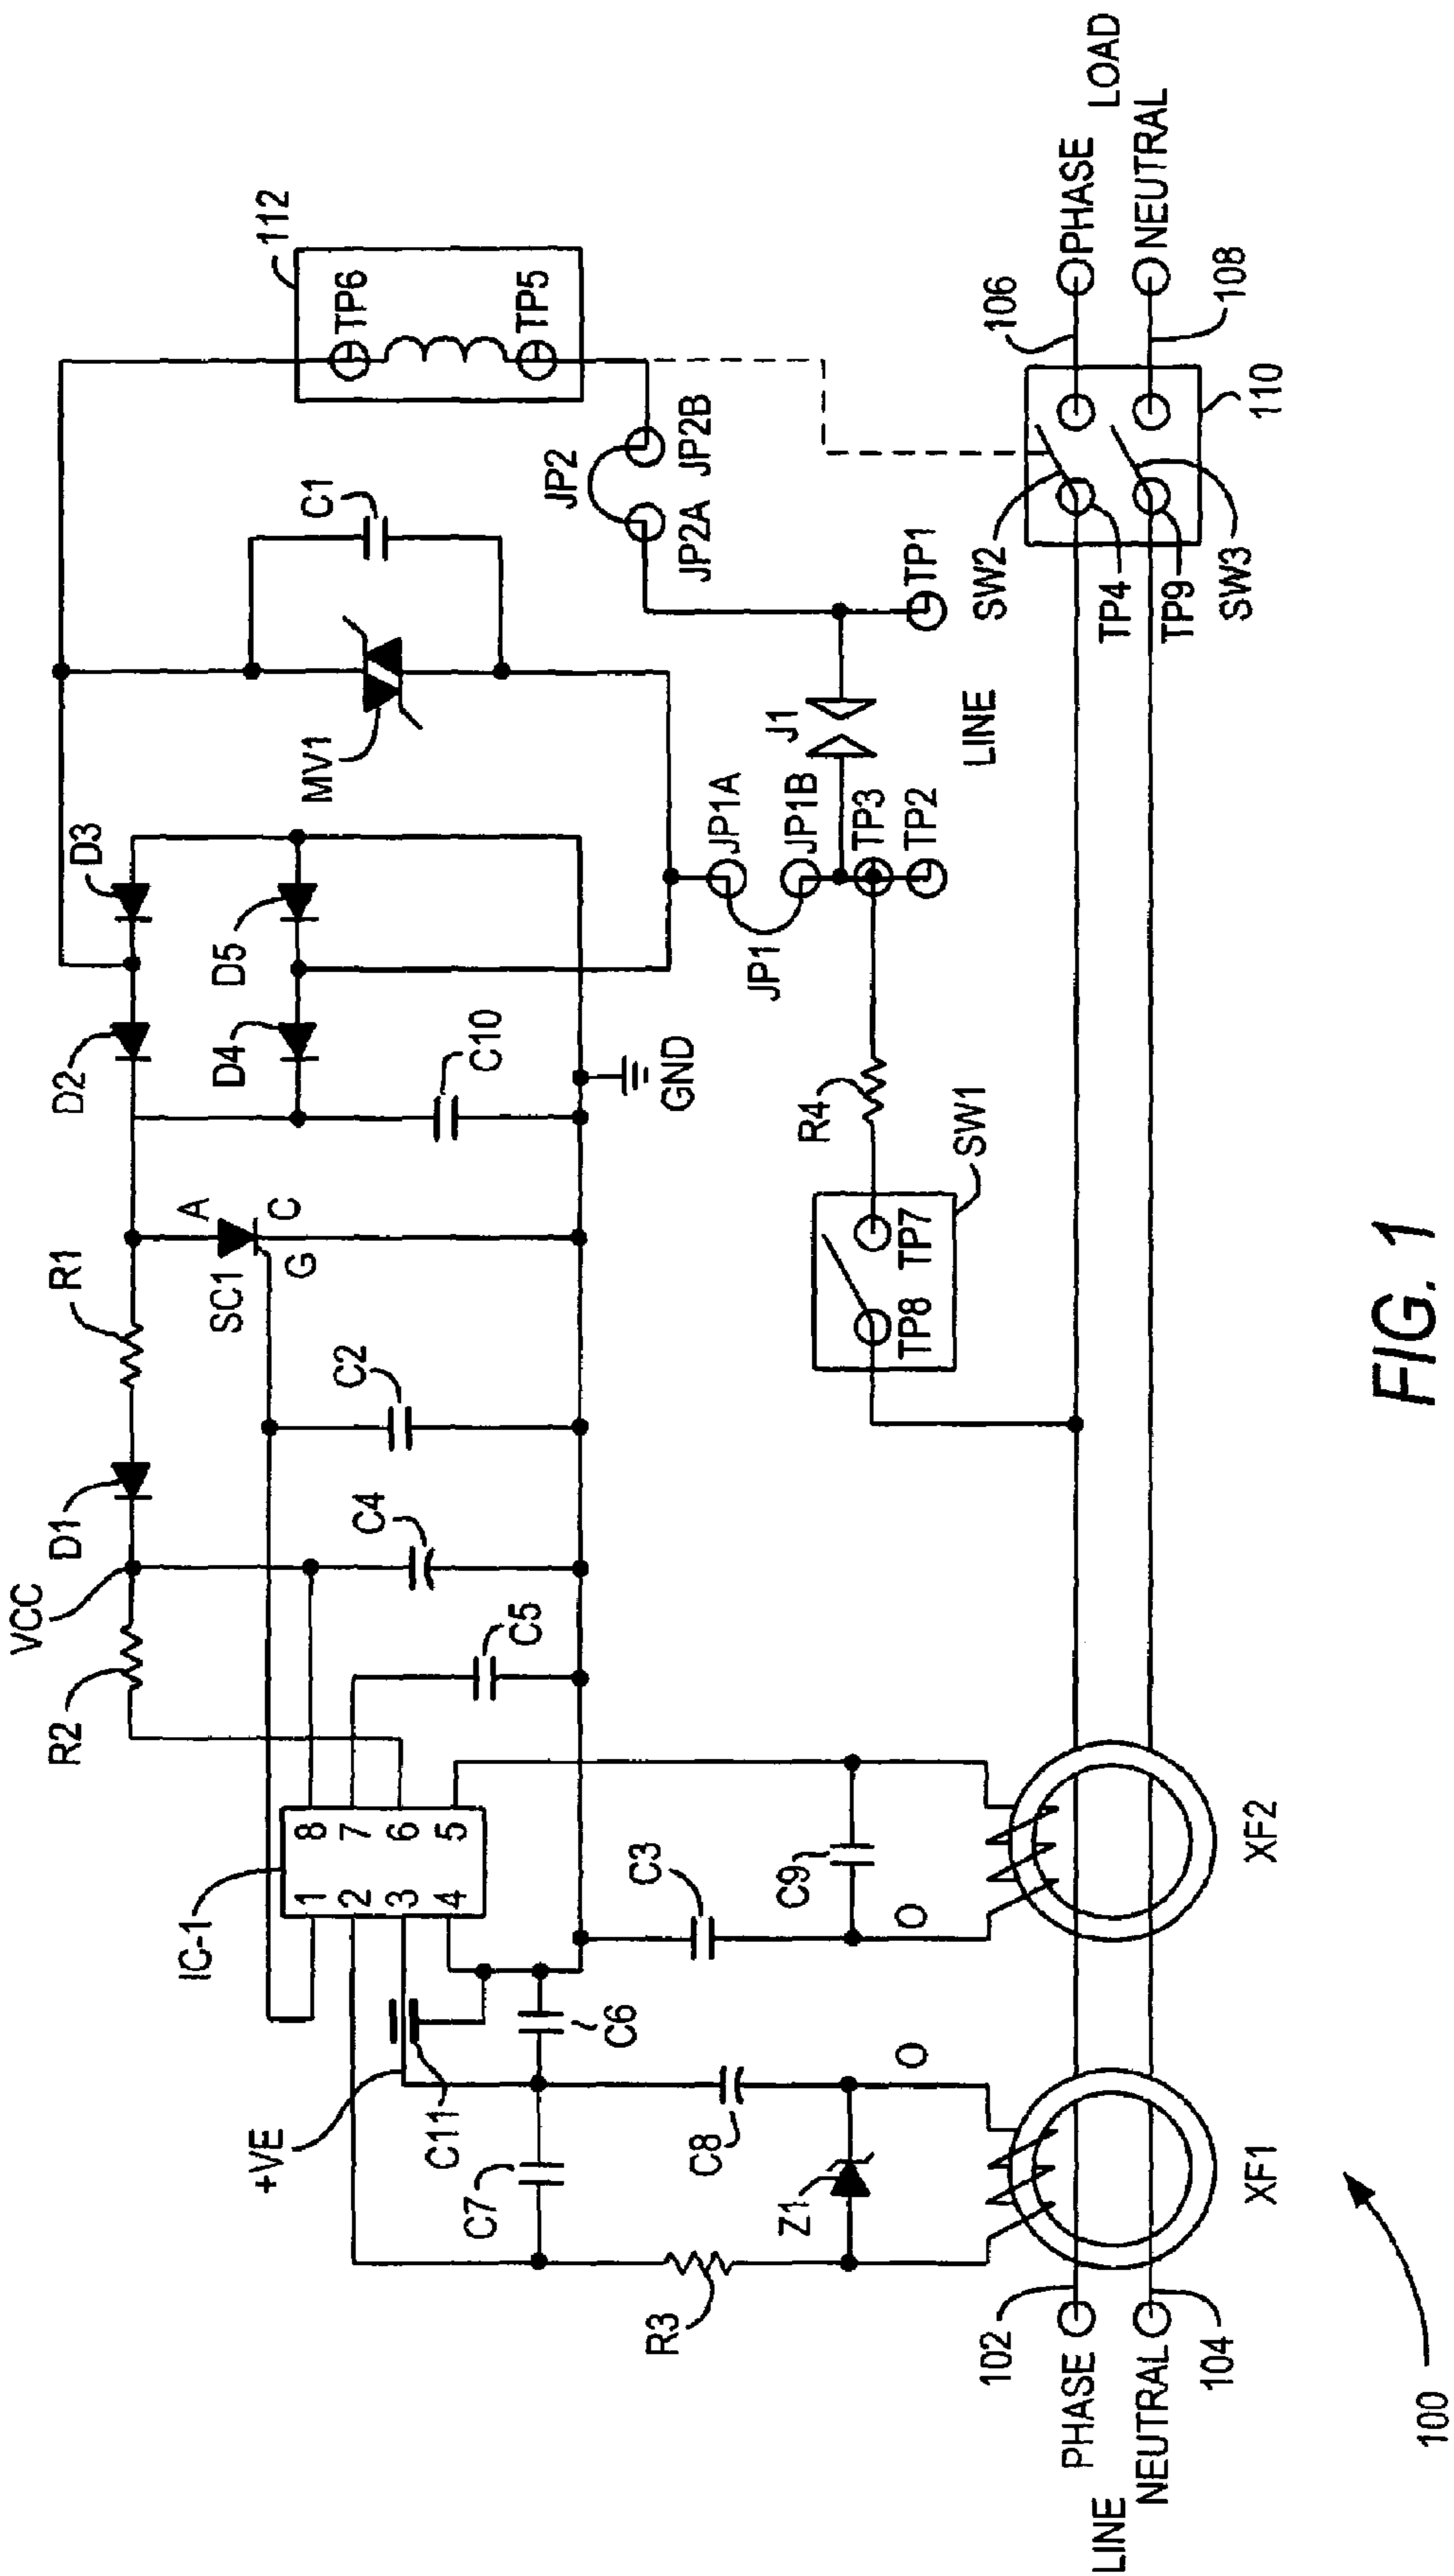 VCC
R2
D1
R1
D2
D3
112
IC-1
8
7
6
5
1
2
3
4
C5
C4
C2
SC1
A
G
C
D4
D5
C10
GND
MV1
C1
TP6
TP5
JP2
JP2A
JP2B
+VE
C11
C7
C6
C8
Z1
R3
C3
C9
O
O
JP1
JP1A
JP1B
J1
TP3
TP2
TP1
R4
SW1
TP8
TP7
LINE
SW2
TP4
TP9
SW3
110
106
PHASE
LOAD
NEUTRAL
108
LINE
PHASE
NEUTRAL
102
104
XF1
XF2
100
FIG. 1